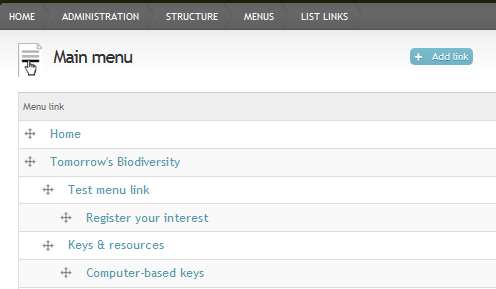 HOME ADMINISTRATION STRUCTURE MENUS LIST LINKS
Main menu
+ Add link
Menu link
Home
Tomorrow's Biodiversity
Test menu link
Register your interest
Keys & resources
Computer-based keys